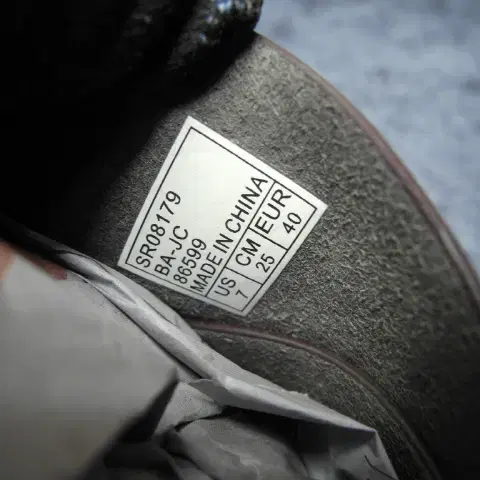 SR08179
BA-JC
86599
MADE IN CHINA
US CM EUR
7 25 40